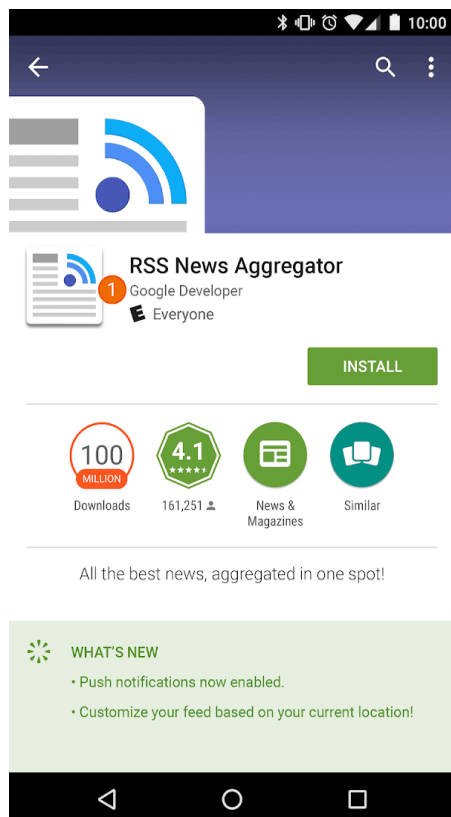 10:00
RSS News Aggregator
1
Google Developer
E Everyone
INSTALL
100
MILLION
4.1
Downloads
161,251
News &
Magazines
Similar
All the best news, aggregated in one spot!
WHAT'S NEW
• Push notifications now enabled.
• Customize your feed based on your current location!